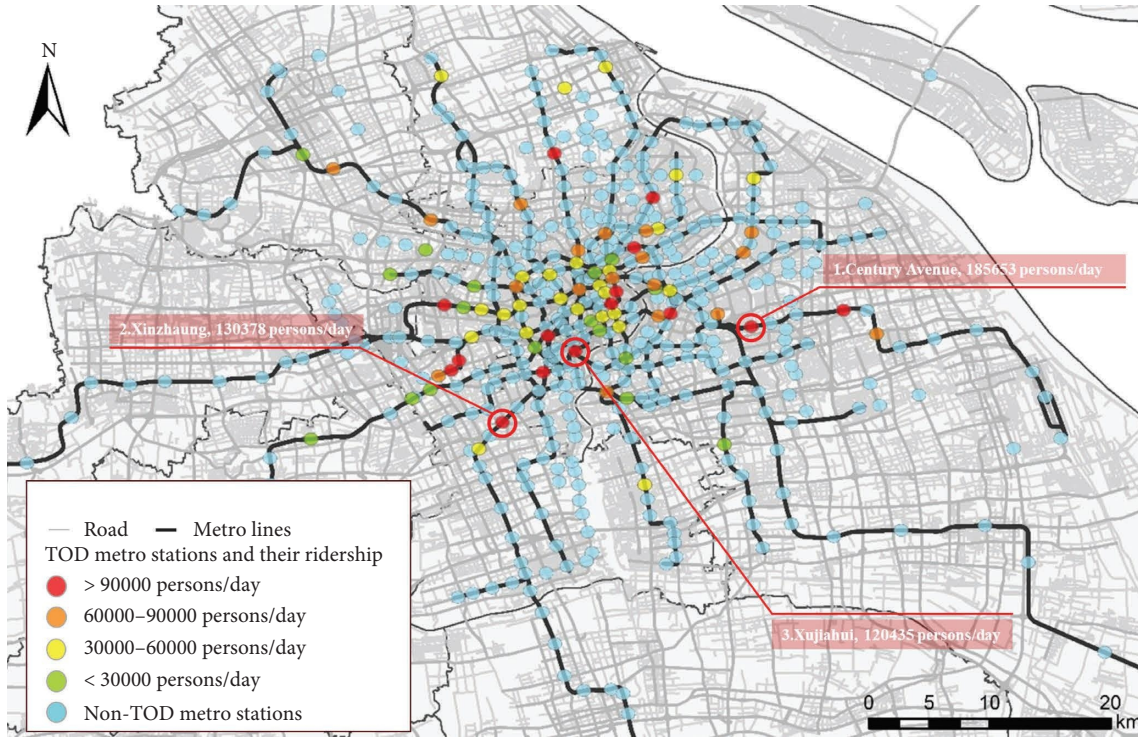 N
1.Century Avenue, 185653 persons/day
2.Xinzhaung, 130378 persons/day
3.Xujiahui, 120435 persons/day
Road Metro lines
TOD metro stations and their ridership
> 90000 persons/day
60000–90000 persons/day
30000–60000 persons/day
< 30000 persons/day
Non-TOD metro stations
0 5 10 20
km